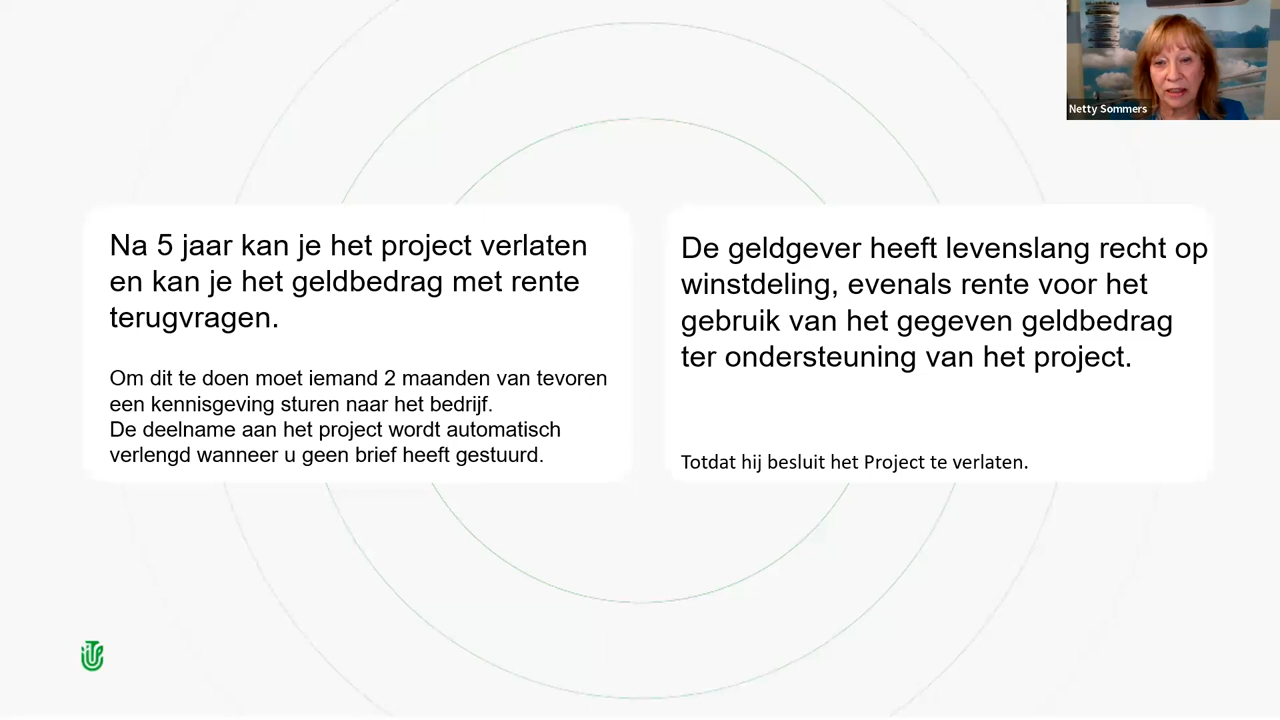 Netty Sommers
Na 5 jaar kan je het project verlaten
en kan je het geldbedrag met rente
terugvragen.
Om dit te doen moet iemand 2 maanden van tevoren
een kennisgeving sturen naar het bedrijf.
De deelname aan het project wordt automatisch
verlengd wanneer u geen brief heeft gestuurd.
De geldgever heeft levenslang recht op
winstdeling, evenals rente voor het
gebruik van het gegeven geldbedrag
ter ondersteuning van het project.
Totdat hij besluit het Project te verlaten.